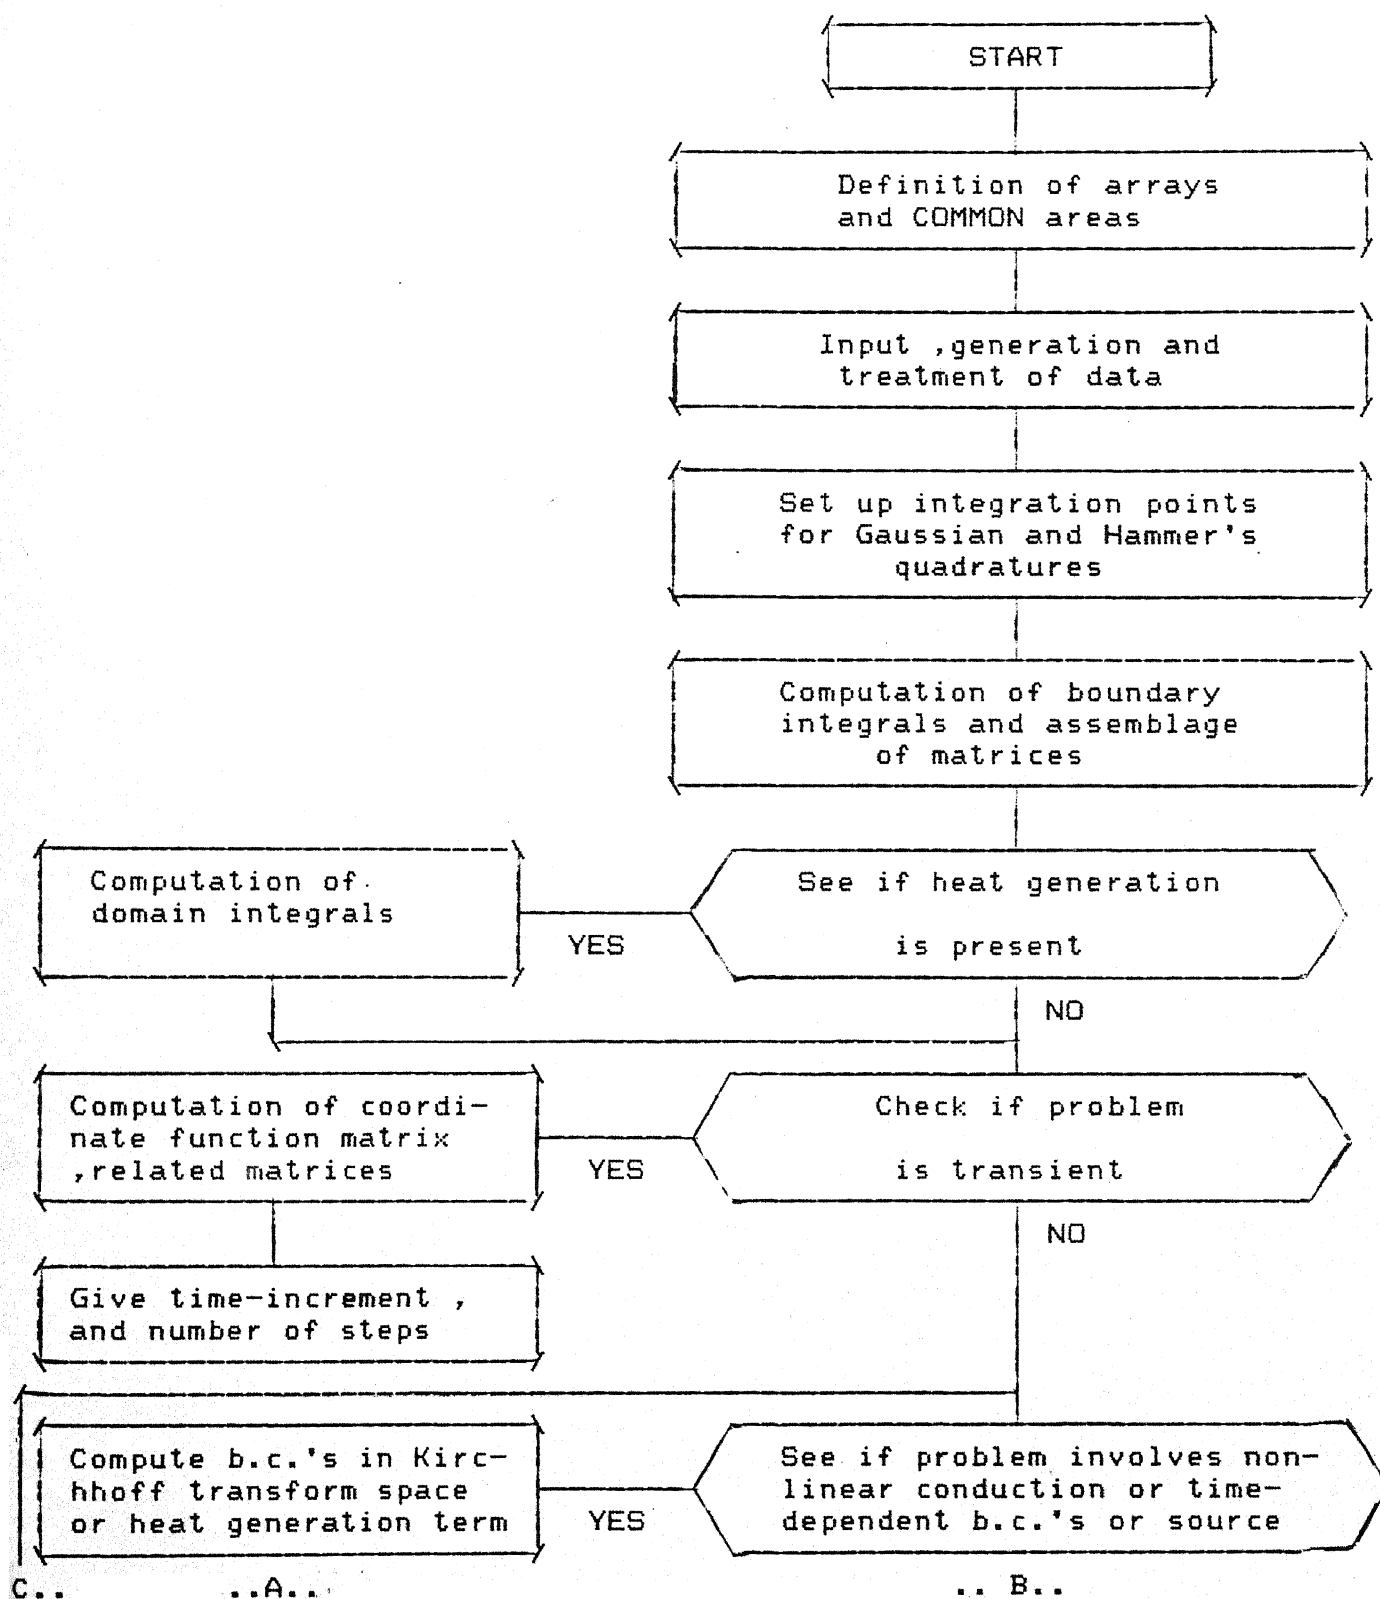 START
Definition of arrays
and COMMON areas
Input ,generation and
treatment of data
Set up integration points
for Gaussian and Hammer's
quadratures
Computation of boundary
integrals and assemblage
of matrices
Computation of
domain integrals
YES
See if heat generation
is present
NO
Computation of coordi-
nate function matrix
,related matrices
YES
Check if problem
is transient
NO
Give time-increment ,
and number of steps
Compute b.c.'s in Kirc-
hhoff transform space
or heat generation term
YES
See if problem involves non-
linear conduction or time-
dependent b.c.'s or source
C..
..A..
.. B..